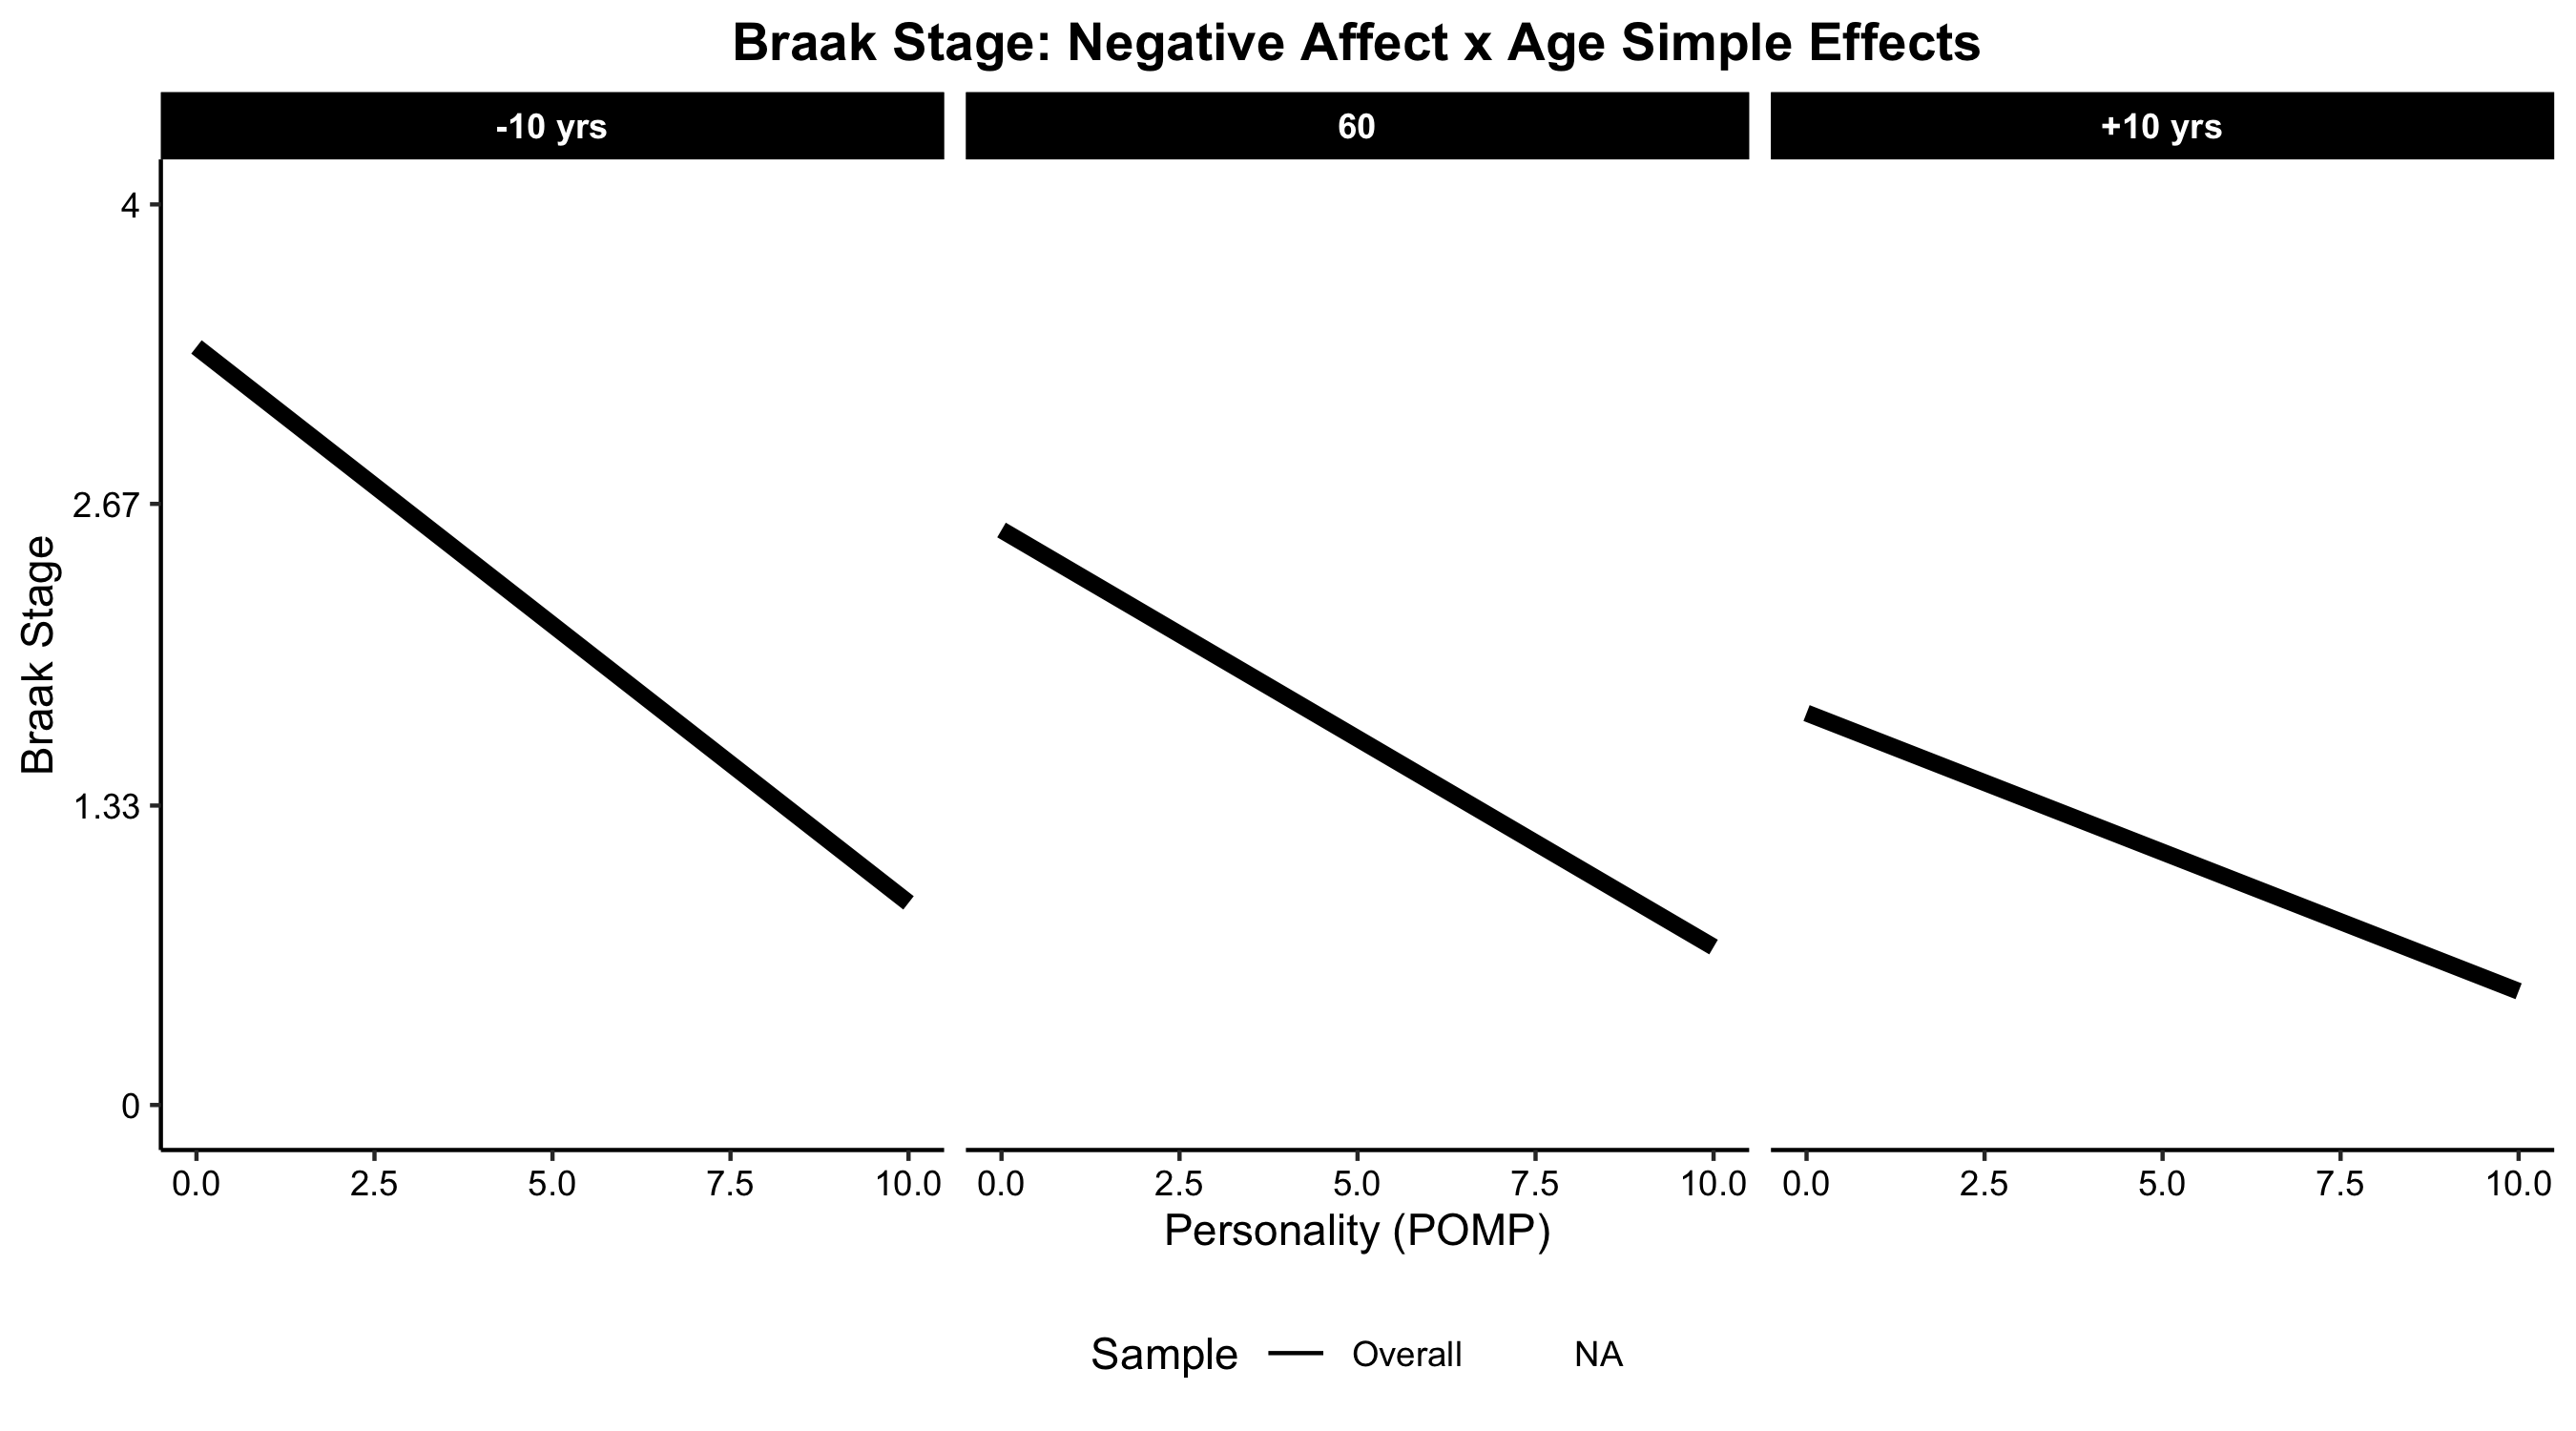 Braak Stage: Negative Affect x Age Simple Effects
-10 yrs 60 +10 yrs
4
2.67
1.33
0
Braak Stage
0.0 2.5 5.0 7.5 10.0 0.0 2.5 5.0 7.5 10.0 0.0 2.5 5.0 7.5 10.0
Personality (POMP)
Sample Overall NA